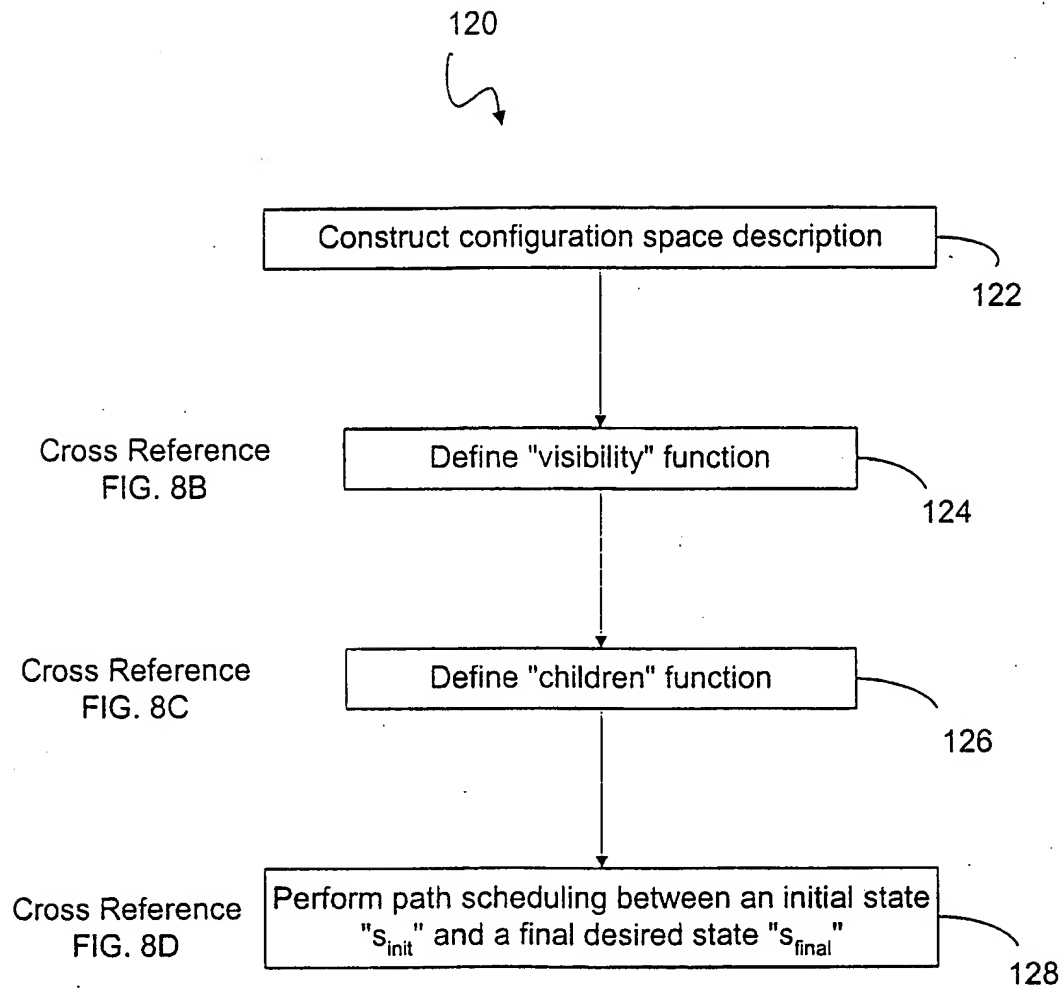 120
Construct configuration space description
122
Cross Reference
FIG. 8B
Define "visibility" function
124
Cross Reference
FIG. 8C
Define "children" function
126
Cross Reference
FIG. 8D
Perform path scheduling between an initial state
"s_init" and a final desired state "s_final"
128